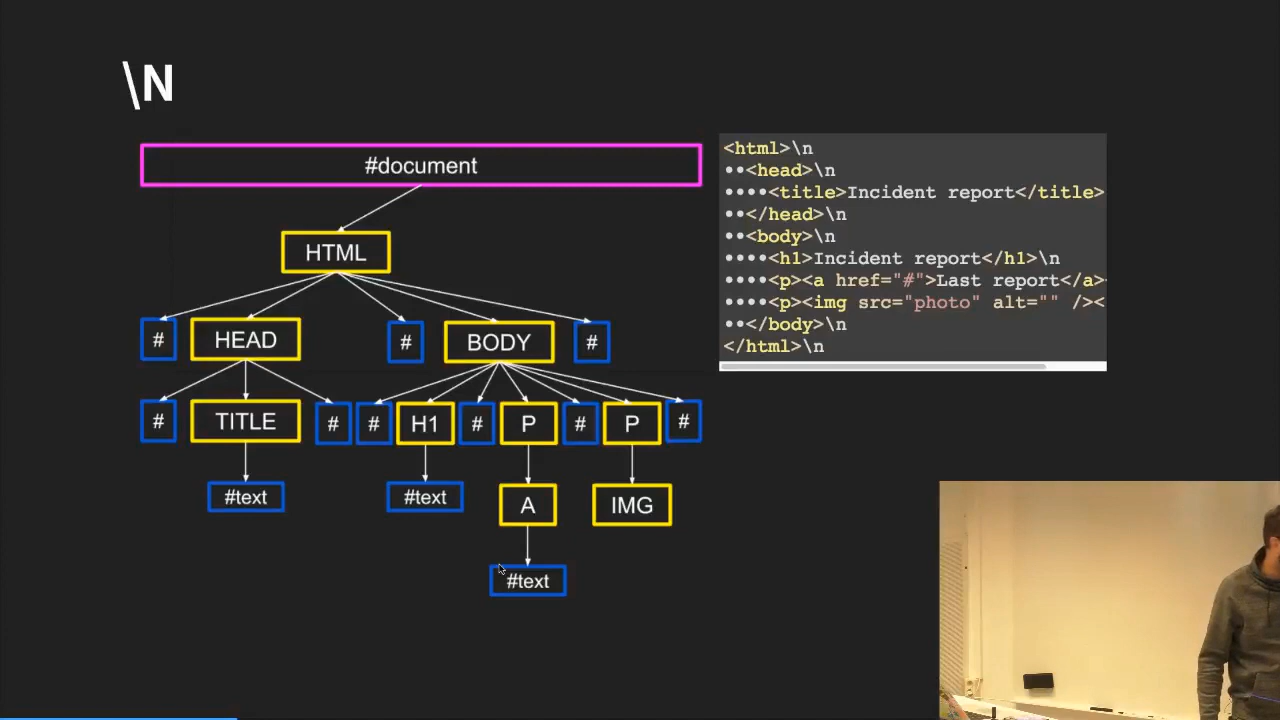 \N
#document
HTML
# HEAD # BODY #
# TITLE # # H1 # P # P #
#text #text A IMG
#text
<html>\n
••<head>\n
••••<title>Incident report</title>
••</head>\n
••<body>\n
••••<h1>Incident report</h1>\n
••••<p><a href="#">Last report</a>
••••<p><img src="photo" alt="" /><
••</body>\n
</html>\n